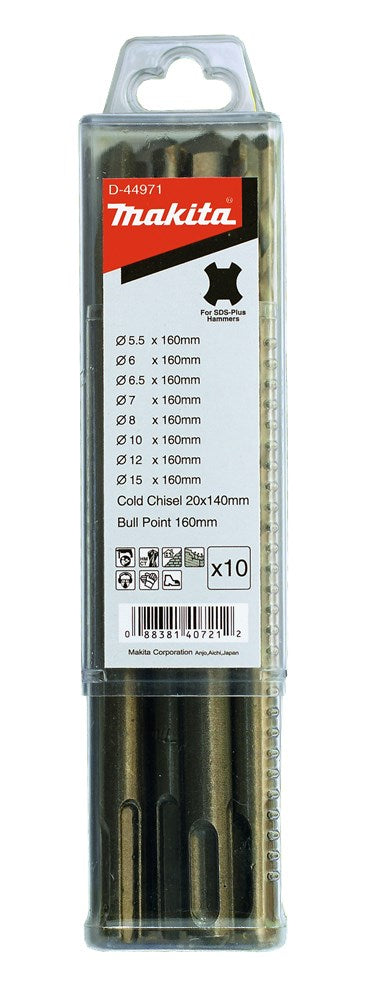 D-44971
makita®
For SDS-Plus
Hammers
Ø 5.5 x 160mm
Ø 6 x 160mm
Ø 6.5 x 160mm
Ø 7 x 160mm
Ø 8 x 160mm
Ø 10 x 160mm
Ø 12 x 160mm
Ø 15 x 160mm
Cold Chisel 20x140mm
Bull Point 160mm
x10
0 88381 40721 2
Makita Corporation Anjo,Aichi,Japan